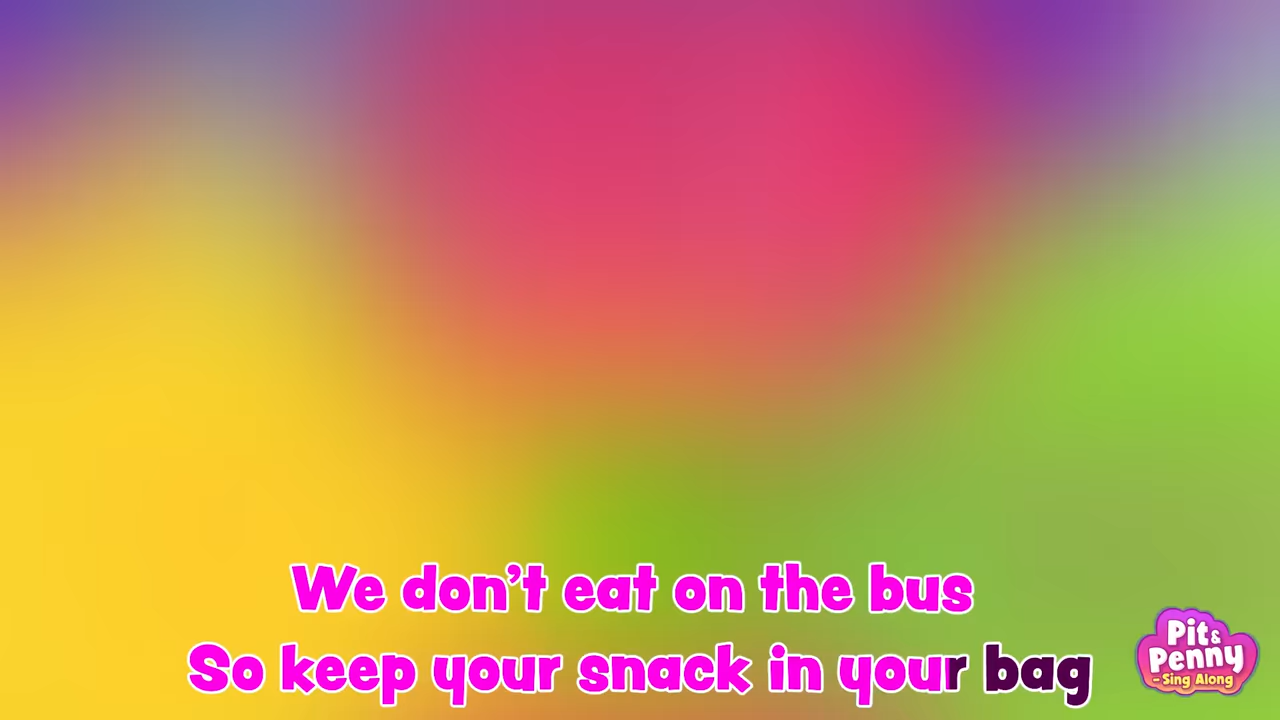 We don't eat on the bus
So keep your snack in your bag
Pit &
Penny
- Sing Along